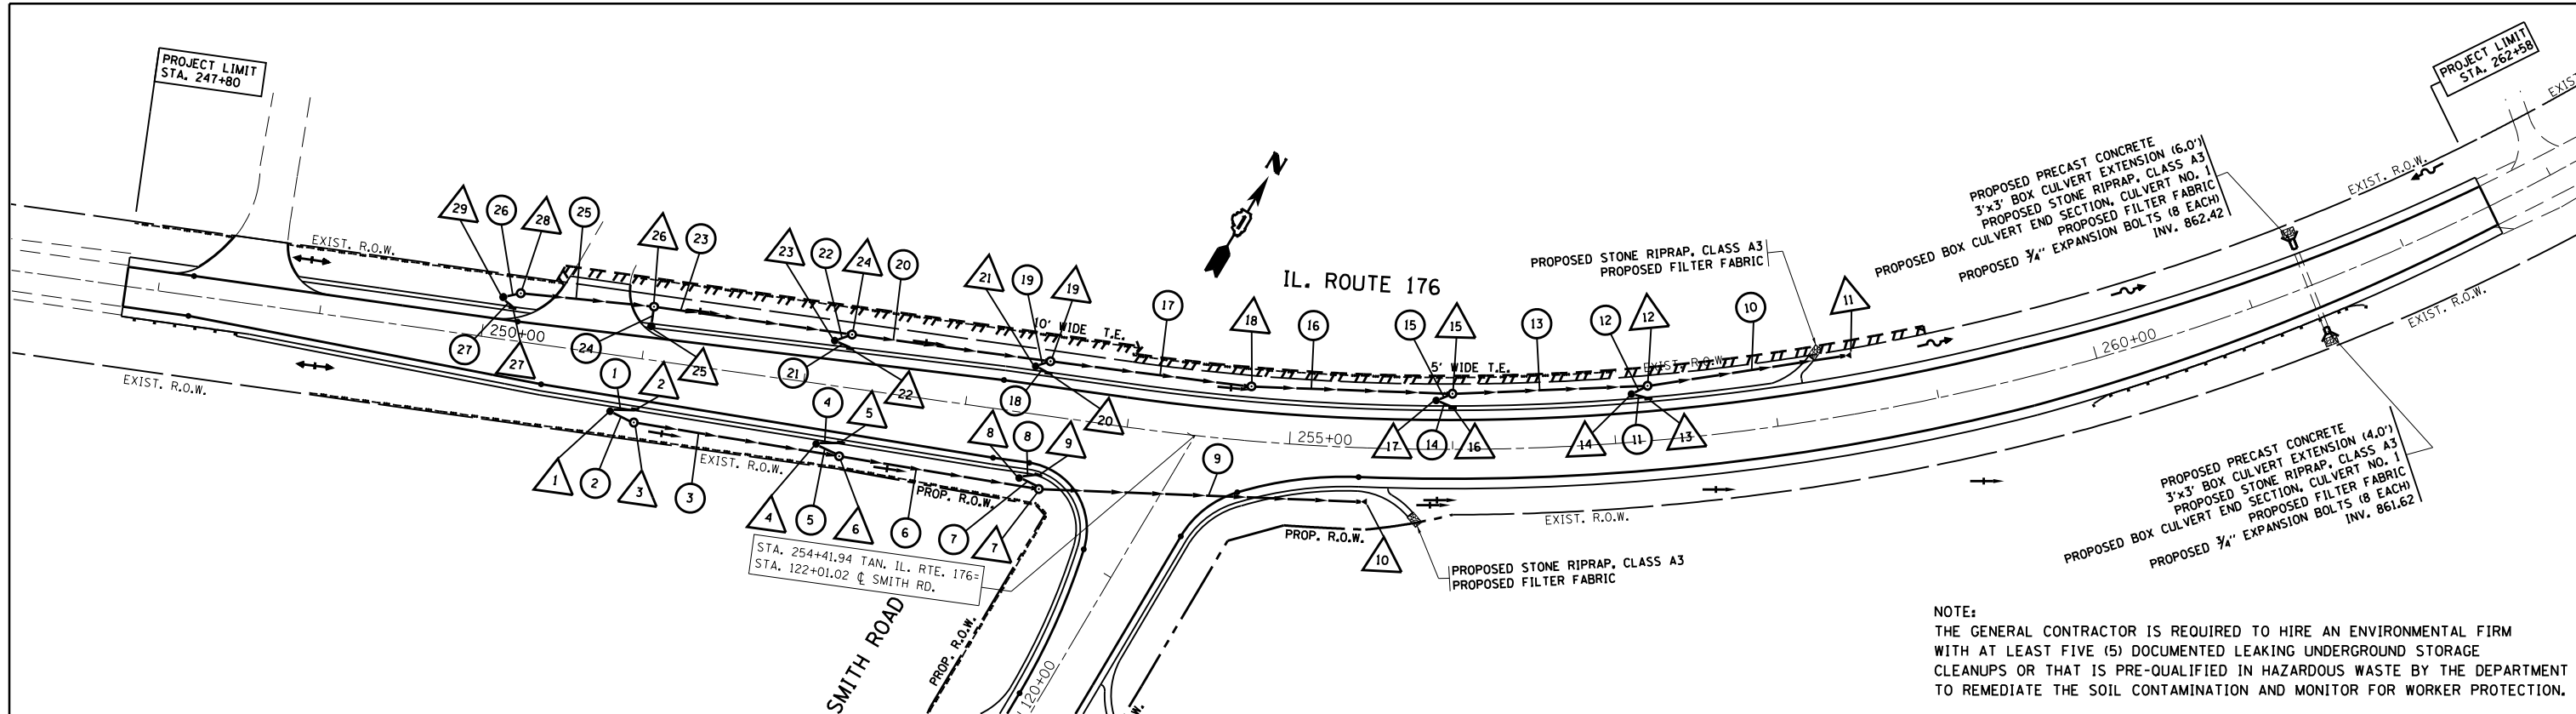 PROJECT LIMIT
STA. 247+80
PROJECT LIMIT
STA. 262+58
N
IL. ROUTE 176
EXIST. R.O.W.
29
26
28
25
26
23
23
22
24
20
21
19
19
17
18
16
15
15
13
12
12
10
11
10' WIDE T.E.
5' WIDE T.E.
EXIST. R.O.W.
EXIST. R.O.W.
PROPOSED STONE RIPRAP, CLASS A3
PROPOSED FILTER FABRIC
PROPOSED PRECAST CONCRETE
3'x3' BOX CULVERT EXTENSION (6.0')
PROPOSED STONE RIPRAP, CLASS A3
PROPOSED BOX CULVERT END SECTION, CULVERT NO. 1
PROPOSED FILTER FABRIC
PROPOSED 3/4" EXPANSION BOLTS (8 EACH)
INV. 862.42
250+00
255+00
260+00
27
27
24
25
21
22
18
20
17
14
16
14
11
13
EXIST. R.O.W.
EXIST. R.O.W.
EXIST. R.O.W.
EXIST. R.O.W.
1
2
4
5
8
8
9
9
1
2
3
3
4
5
6
6
7
7
10
PROP. R.O.W.
PROP. R.O.W.
PROP. R.O.W.
STA. 254+41.94 TAN. IL. RTE. 176=
STA. 122+01.02 ℄ SMITH RD.
SMITH ROAD
120+00
PROPOSED STONE RIPRAP, CLASS A3
PROPOSED FILTER FABRIC
PROPOSED PRECAST CONCRETE
3'x3' BOX CULVERT EXTENSION (4.0')
PROPOSED STONE RIPRAP, CLASS A3
PROPOSED BOX CULVERT END SECTION, CULVERT NO. 1
PROPOSED FILTER FABRIC
PROPOSED 3/4" EXPANSION BOLTS (8 EACH)
INV. 861.62
NOTE:
THE GENERAL CONTRACTOR IS REQUIRED TO HIRE AN ENVIRONMENTAL FIRM
WITH AT LEAST FIVE (5) DOCUMENTED LEAKING UNDERGROUND STORAGE
CLEANUPS OR THAT IS PRE-QUALIFIED IN HAZARDOUS WASTE BY THE DEPARTMENT
TO REMEDIATE THE SOIL CONTAMINATION AND MONITOR FOR WORKER PROTECTION.